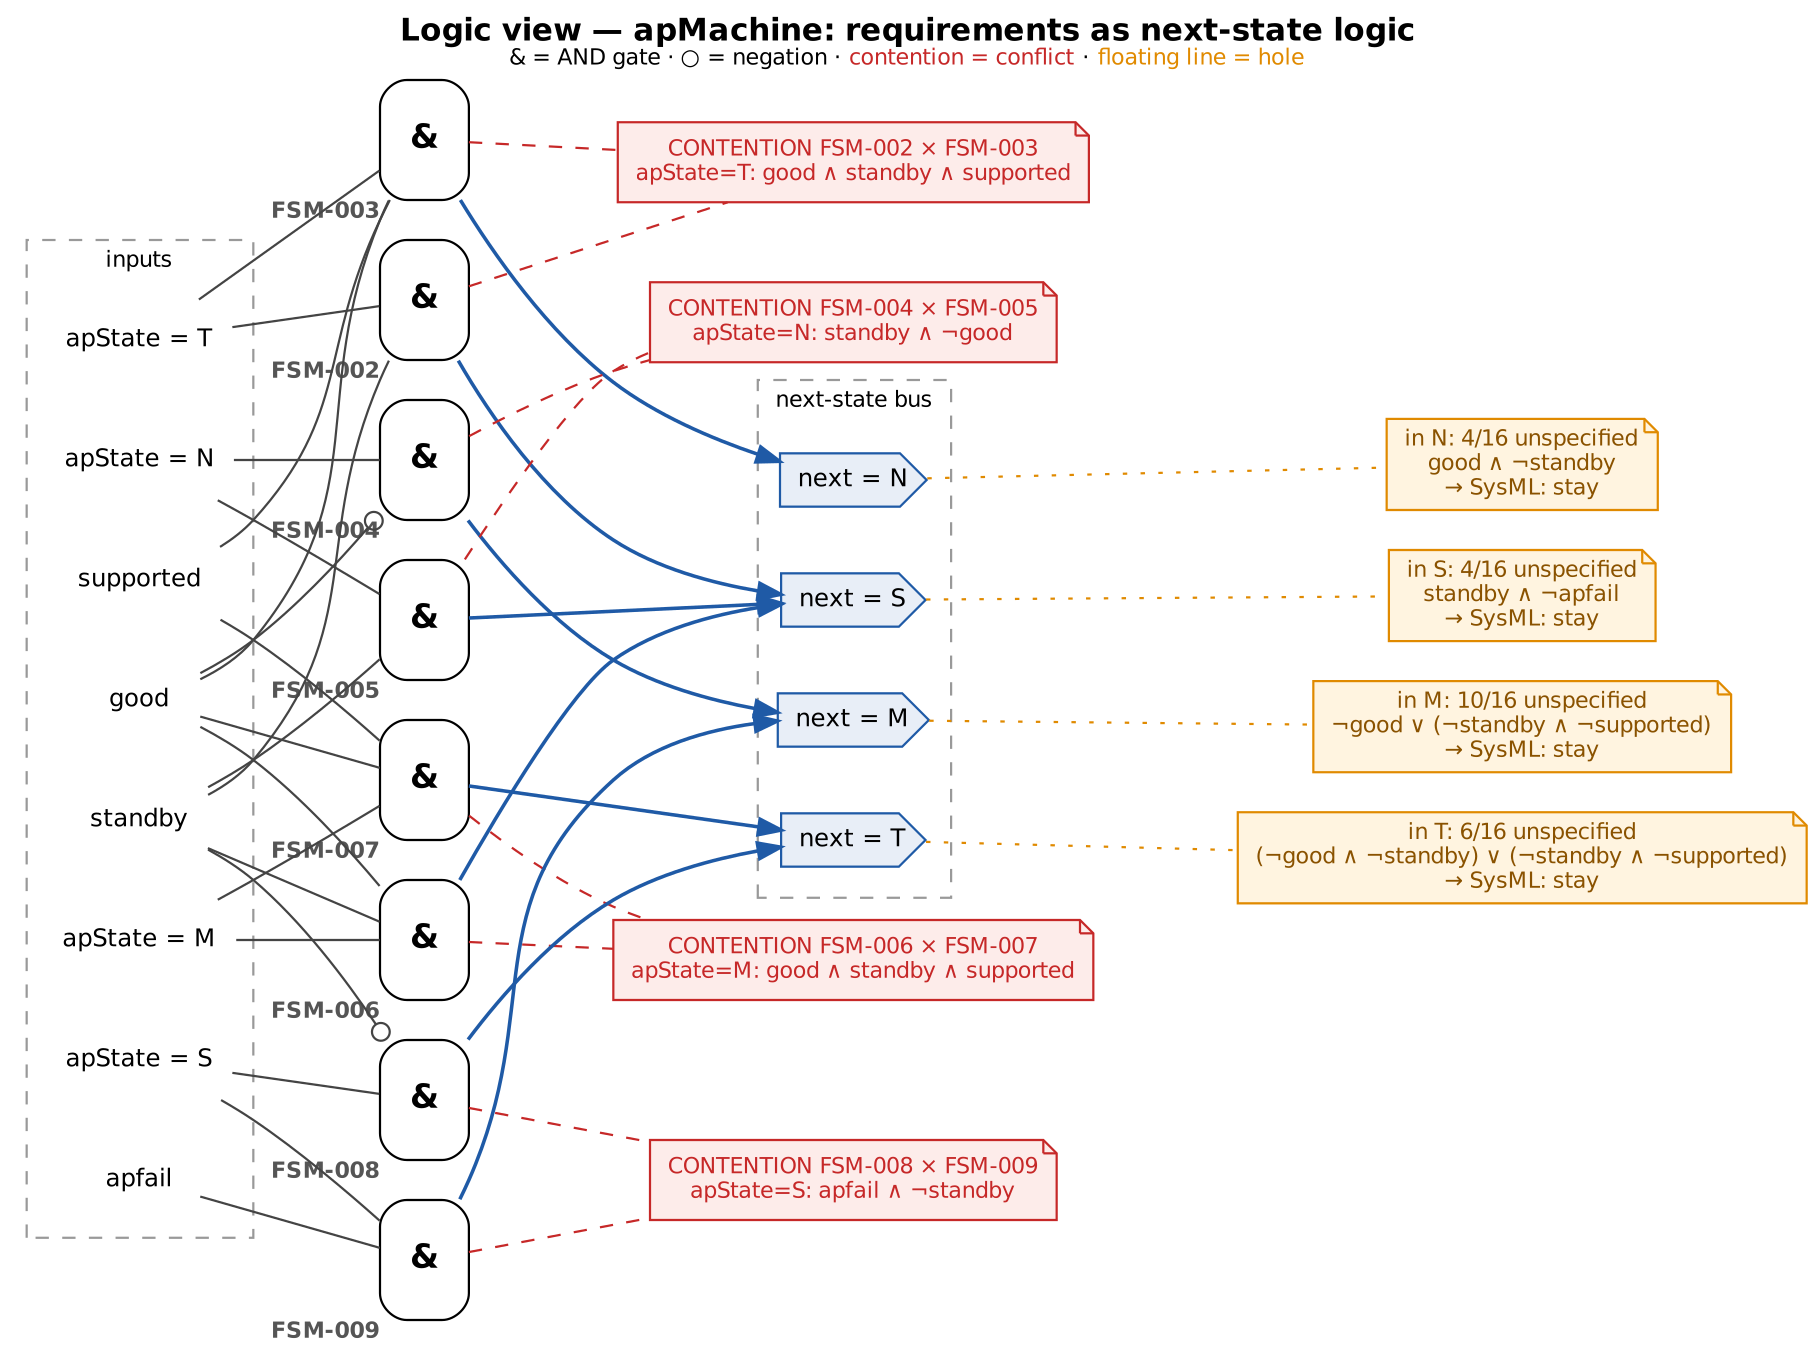 Logic view — apMachine: requirements as next-state logic
& = AND gate · ○ = negation · contention = conflict · floating line = hole
inputs
apState = T
apState = N
supported
good
standby
apState = M
apState = S
apfail
&
FSM-003
&
FSM-002
&
FSM-004
&
FSM-005
&
FSM-007
&
FSM-006
&
FSM-008
&
FSM-009
CONTENTION FSM-002 × FSM-003
apState=T: good ∧ standby ∧ supported
CONTENTION FSM-004 × FSM-005
apState=N: standby ∧ ¬good
next-state bus
next = N
next = S
next = M
next = T
CONTENTION FSM-006 × FSM-007
apState=M: good ∧ standby ∧ supported
CONTENTION FSM-008 × FSM-009
apState=S: apfail ∧ ¬standby
in N: 4/16 unspecified
good ∧ ¬standby
→ SysML: stay
in S: 4/16 unspecified
standby ∧ ¬apfail
→ SysML: stay
in M: 10/16 unspecified
¬good ∨ (¬standby ∧ ¬supported)
→ SysML: stay
in T: 6/16 unspecified
(¬good ∧ ¬standby) ∨ (¬standby ∧ ¬supported)
→ SysML: stay